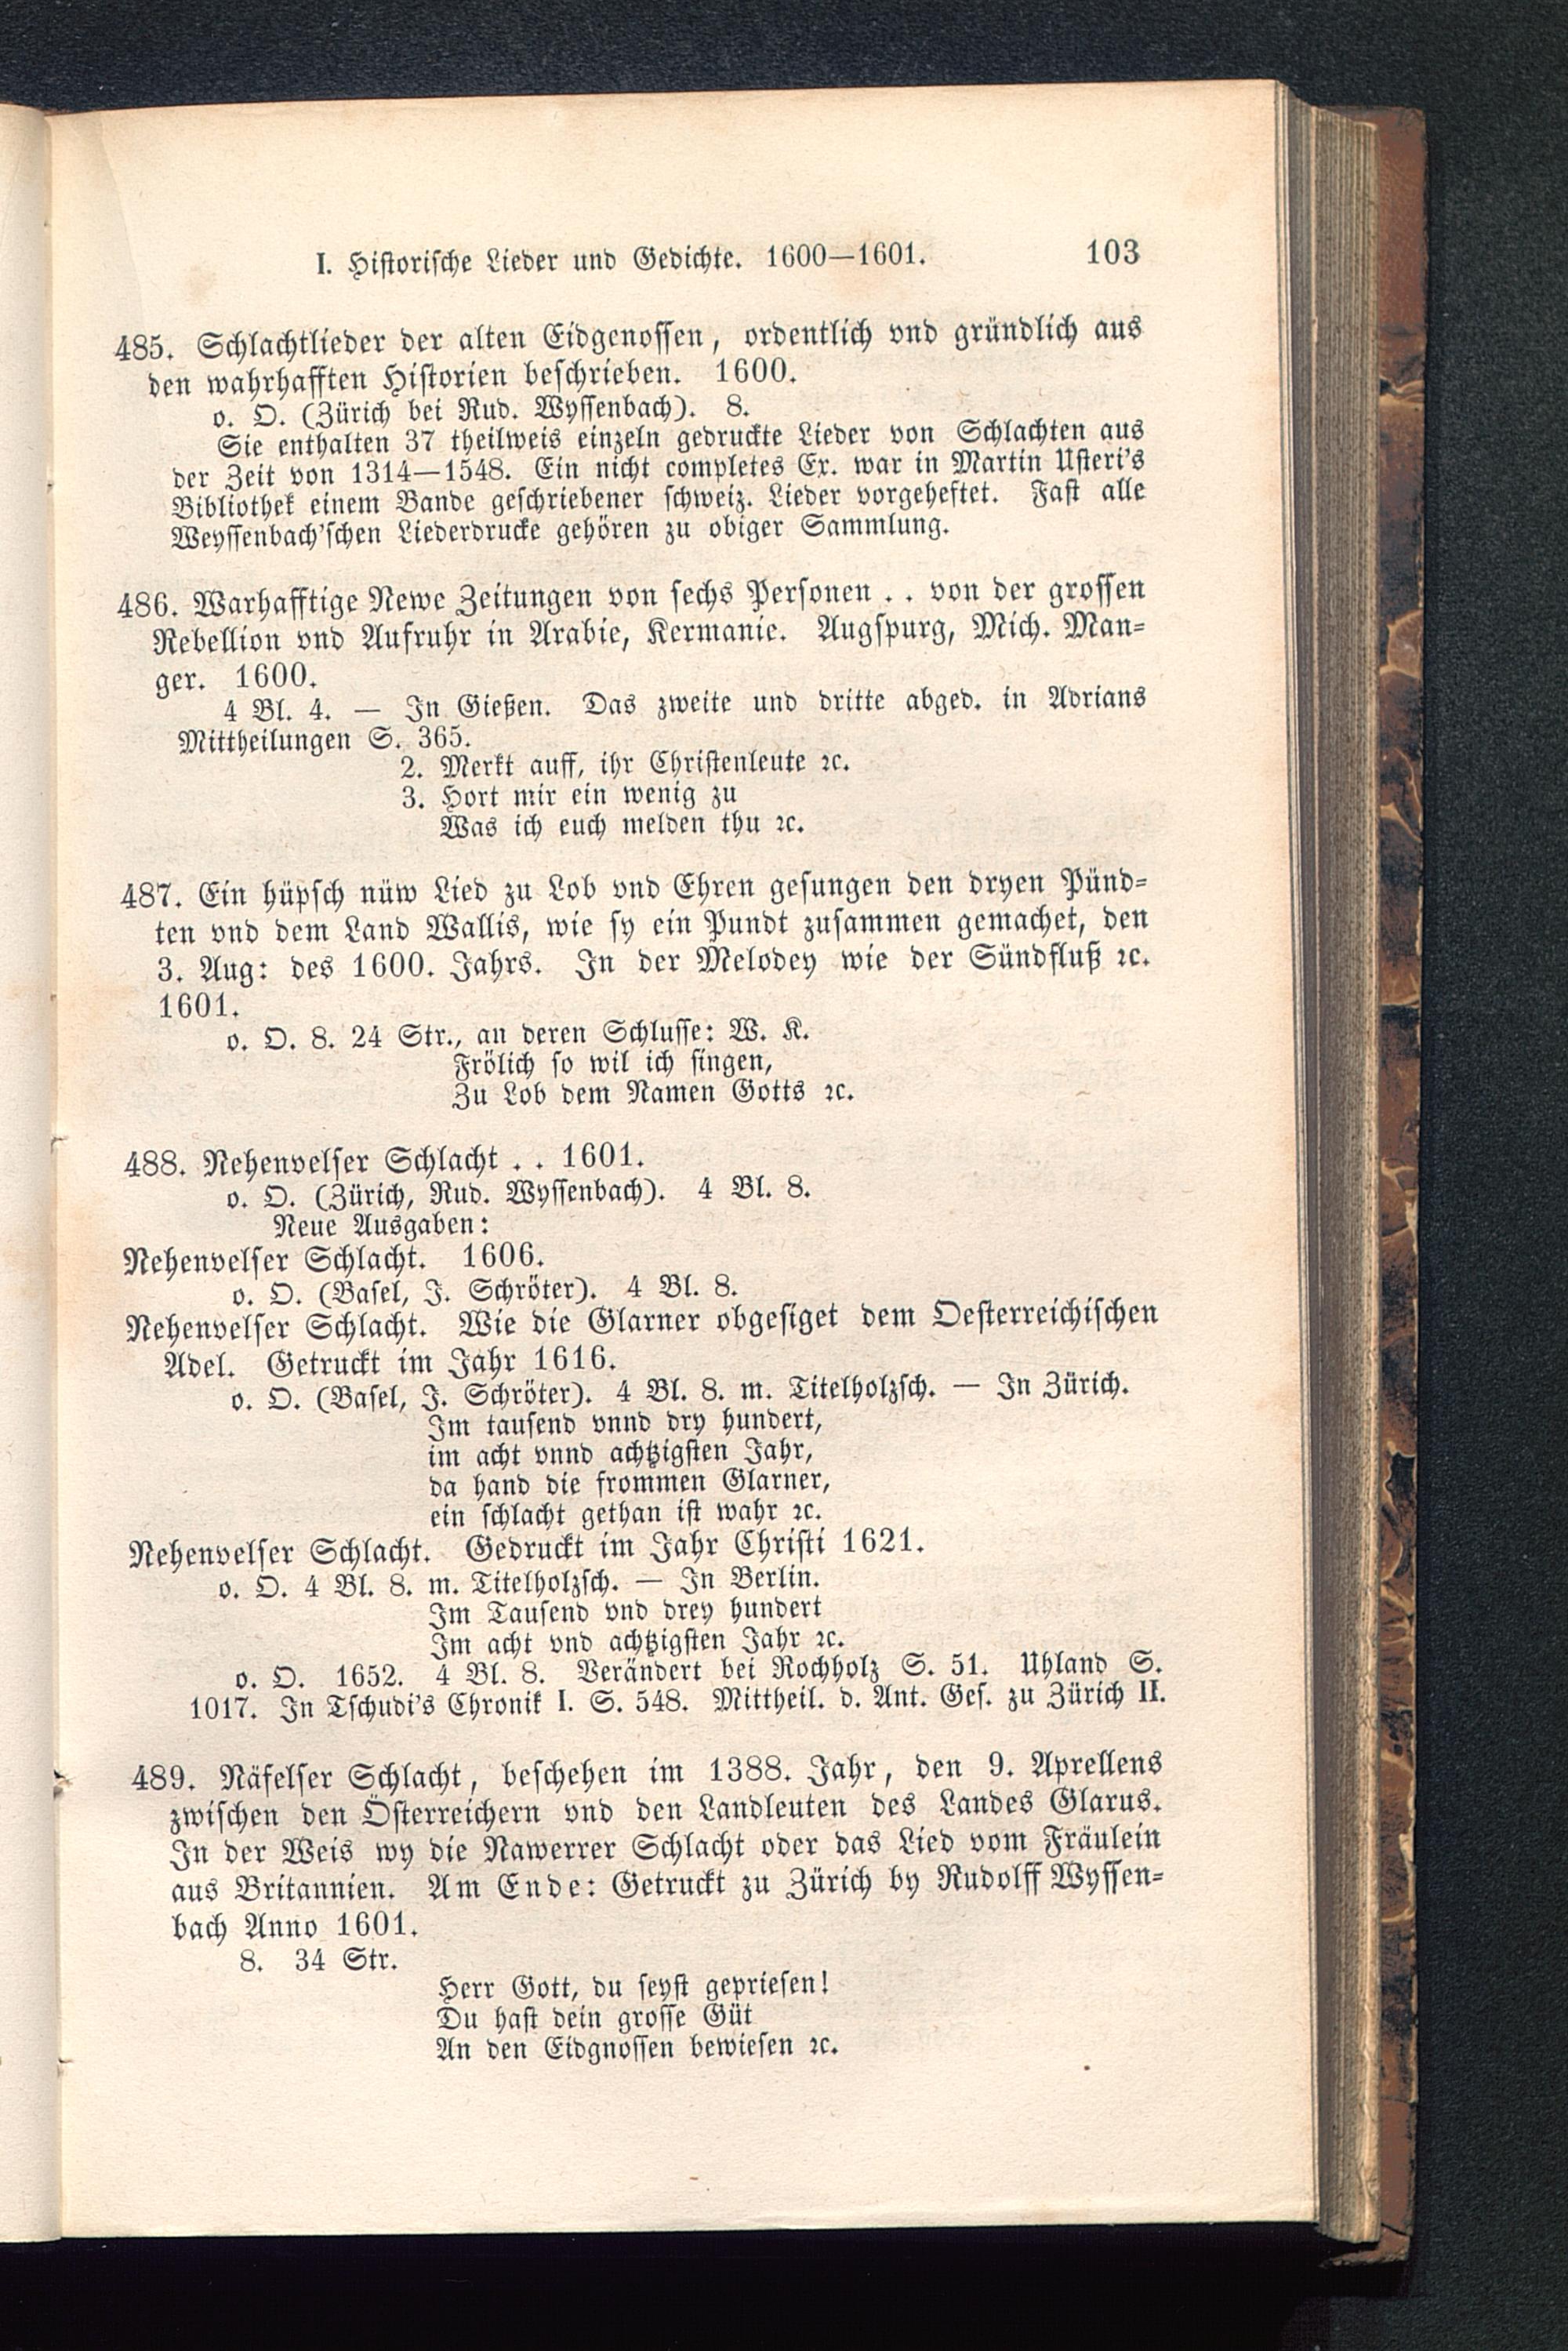 I. Historische Lieder und Gedichte. 1600—1601. 103
485. Schlachtlieder der alten Eidgenossen, ordentlich vnd gründlich aus
den wahrhafften Historien beschrieben. 1600.
o. O. (Zürich bei Rud. Wyssenbach). 8.
Sie enthalten 37 theilweis einzeln gedruckte Lieder von Schlachten aus
der Zeit von 1314—1548. Ein nicht completes Ex. war in Martin Usteri's
Bibliothek einem Bande geschriebener schweiz. Lieder vorgeheftet. Fast alle
Weyssenbach'schen Liederdrucke gehören zu obiger Sammlung.
486. Warhafftige Newe Zeitungen von sechs Personen . . von der grossen
Rebellion vnd Aufruhr in Arabie, Kermanie. Augspurg, Mich. Man-
ger. 1600.
4 Bl. 4. — In Gießen. Das zweite und dritte abged. in Adrians
Mittheilungen S. 365.
2. Merkt auff, ihr Christenleute ꝛc.
3. Hort mir ein wenig zu
Was ich euch melden thu ꝛc.
487. Ein hüpsch nüw Lied zu Lob vnd Ehren gesungen den dryen Pünd-
ten vnd dem Land Wallis, wie sy ein Pundt zusammen gemachet, den
3. Aug: des 1600. Jahrs. In der Melodey wie der Sündfluß ꝛc.
1601.
o. O. 8. 24 Str., an deren Schlusse: W. K.
Frölich so wil ich singen,
Zu Lob dem Namen Gotts ꝛc.
488. Nehenvelser Schlacht . . 1601.
o. O. (Zürich, Rud. Wyssenbach). 4 Bl. 8.
Neue Ausgaben:
Nehenvelser Schlacht. 1606.
o. O. (Basel, J. Schröter). 4 Bl. 8.
Nehenvelser Schlacht. Wie die Glarner obgesiget dem Oesterreichischen
Adel. Getruckt im Jahr 1616.
o. O. (Basel, J. Schröter). 4 Bl. 8. m. Titelholzsch. — In Zürich.
Im tausend vnnd dry hundert,
im acht vnnd achtzigsten Jahr,
da hand die frommen Glarner,
ein schlacht gethan ist wahr ꝛc.
Nehenvelser Schlacht. Gedruckt im Jahr Christi 1621.
o. O. 4 Bl. 8. m. Titelholzsch. — In Berlin.
Im Tausend vnd drey hundert
Im acht vnd achtzigsten Jahr ꝛc.
o. O. 1652. 4 Bl. 8. Verändert bei Rochholz S. 51. Uhland S.
1017. In Tschudi's Chronik I. S. 548. Mittheil. d. Ant. Ges. zu Zürich II.
489. Näfelser Schlacht, beschehen im 1388. Jahr, den 9. Aprellens
zwischen den Österreichern vnd den Landleuten des Landes Glarus.
In der Weis wy die Nawerrer Schlacht oder das Lied vom Fräulein
aus Britannien. Am Ende: Getruckt zu Zürich by Rudolff Wyssen-
bach Anno 1601.
8. 34 Str.
Herr Gott, du seyst gepriesen!
Du hast dein grosse Güt
An den Eidgnossen bewiesen ꝛc.